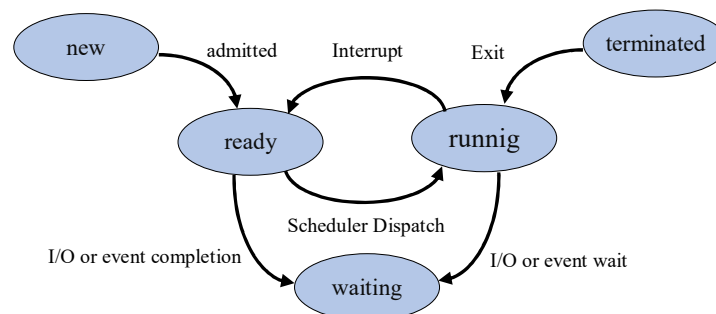 new
admitted
Interrupt
Exit
terminated
ready
runnig
Scheduler Dispatch
I/O or event completion
I/O or event wait
waiting